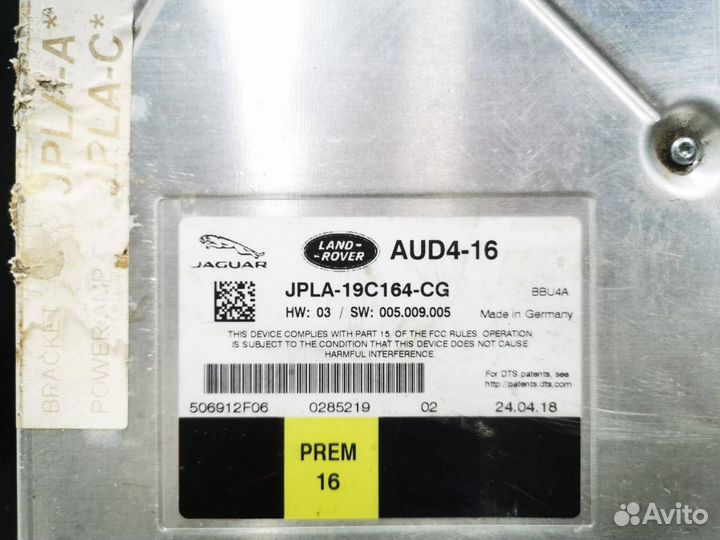 BRACKET JPLA-A*
POWER AMP JPLA-C*
JAGUAR
LAND-
ROVER
AUD4-16
JPLA-19C164-CG
BBU4A
HW: 03 / SW: 005.009.005
Made in Germany
THIS DEVICE COMPLIES WITH PART 15 OF THE FCC RULES. OPERATION
IS SUBJECT TO THE CONDITION THAT THIS DEVICE DOES NOT CAUSE
HARMFUL INTERFERENCE.
For DTS patents, see
http://patents.dts.com
506912F06 0285219 02 24.04.18
PREM
16
Avito